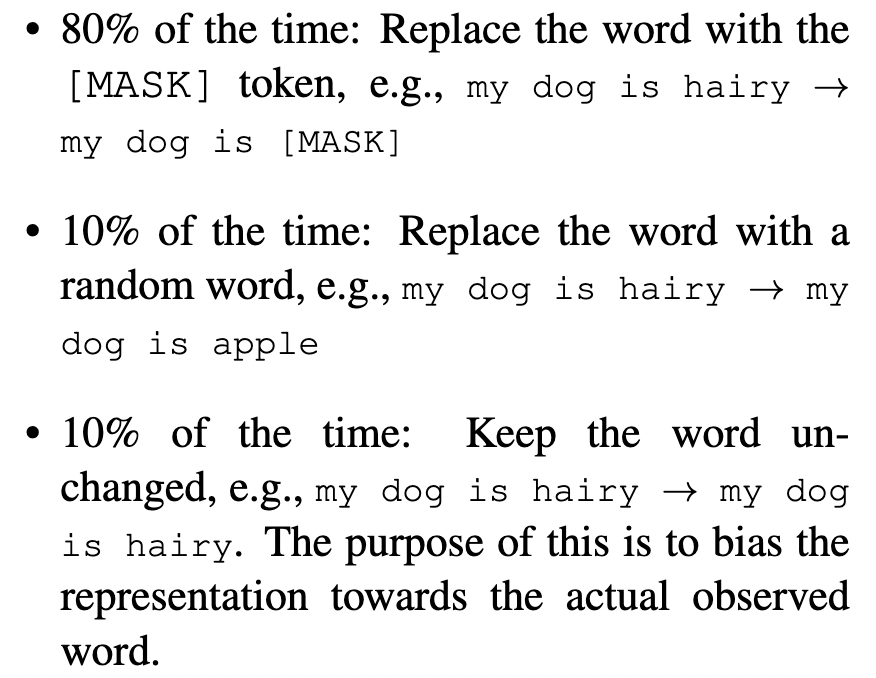 • 80% of the time: Replace the word with the
[MASK] token, e.g., my dog is hairy →
my dog is [MASK]
• 10% of the time: Replace the word with a
random word, e.g., my dog is hairy → my
dog is apple
• 10% of the time: Keep the word un-
changed, e.g., my dog is hairy → my dog
is hairy. The purpose of this is to bias the
representation towards the actual observed
word.